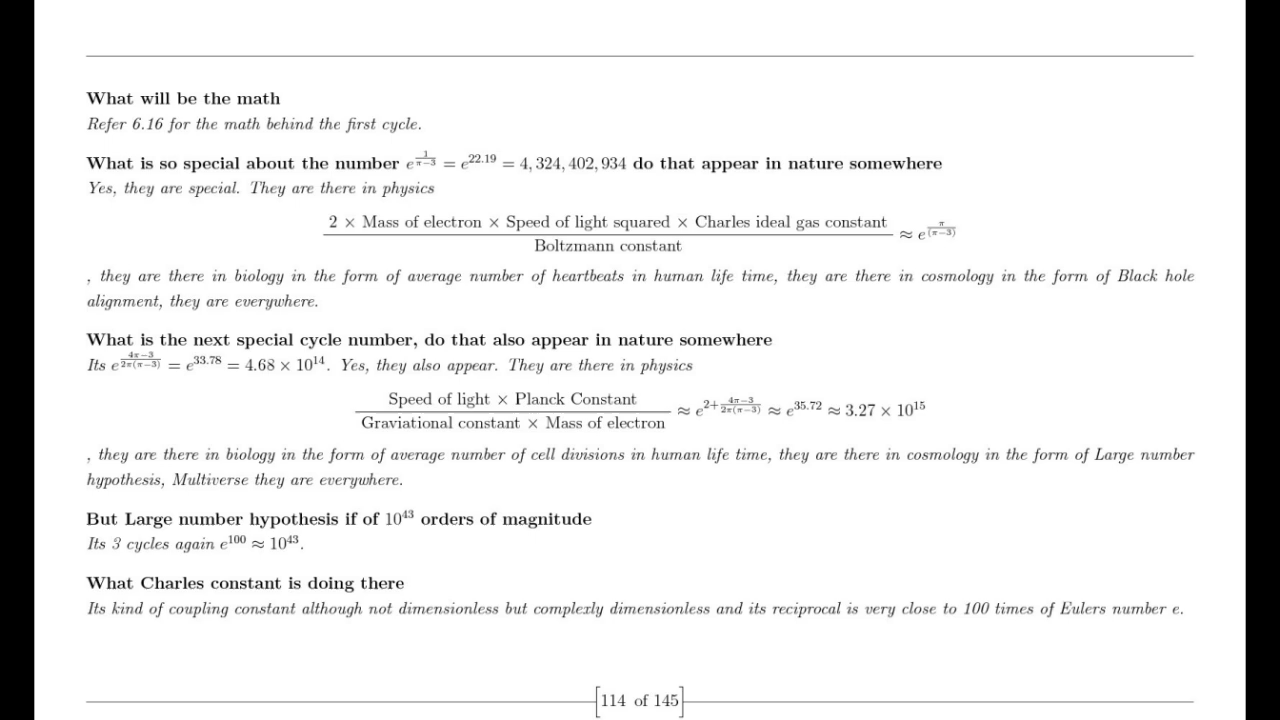 What will be the math
Refer 6.16 for the math behind the first cycle.
What is so special about the number e^{\frac{1}{π−3}} = e^{22.19} = 4,324,402,934 do that appear in nature somewhere
Yes, they are special. They are there in physics
\frac{2 × Mass of electron × Speed of light squared × Charles ideal gas constant}{Boltzmann constant} ≈ e^{\frac{π}{(π−3)}}
, they are there in biology in the form of average number of heartbeats in human life time, they are there in cosmology in the form of Black hole
alignment, they are everywhere.
What is the next special cycle number, do that also appear in nature somewhere
Its e^{\frac{4π−3}{2π(π−3)}} = e^{33.78} = 4.68 × 10^{14}. Yes, they also appear. They are there in physics
\frac{Speed of light × Planck Constant}{Graviational constant × Mass of electron} ≈ e^{2+\frac{4π−3}{2π(π−3)}} ≈ e^{35.72} ≈ 3.27 × 10^{15}
, they are there in biology in the form of average number of cell divisions in human life time, they are there in cosmology in the form of Large number
hypothesis, Multiverse they are everywhere.
But Large number hypothesis if of 10^{43} orders of magnitude
Its 3 cycles again e^{100} ≈ 10^{43}.
What Charles constant is doing there
Its kind of coupling constant although not dimensionless but complexly dimensionless and its reciprocal is very close to 100 times of Eulers number e.
[114 of 145]